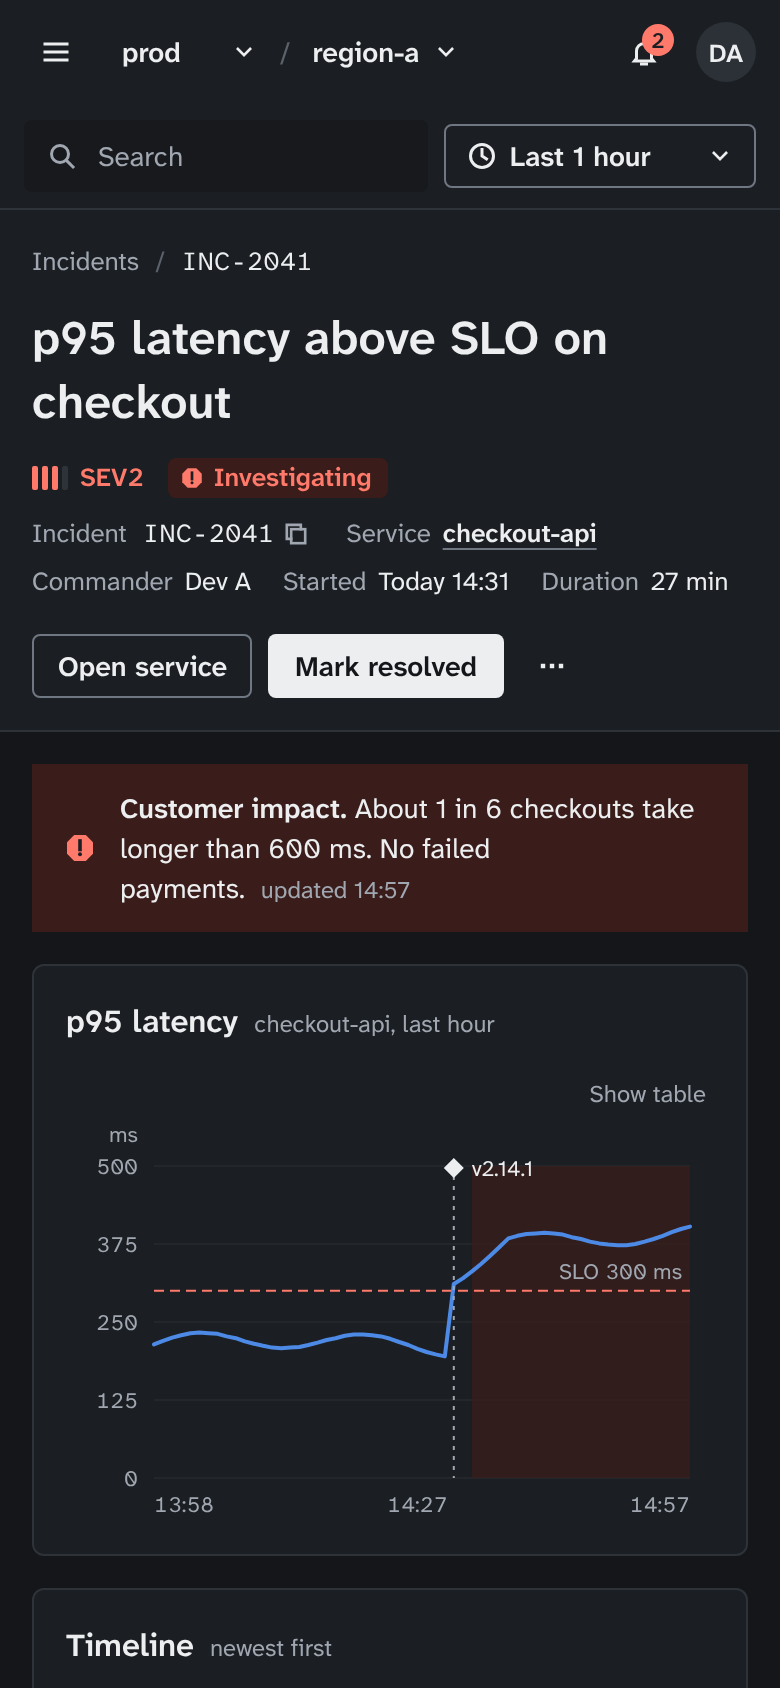 prod / region-a 2 DA
Search Last 1 hour
Incidents / INC-2041
p95 latency above SLO on
checkout
SEV2 Investigating
Incident INC-2041 Service checkout-api
Commander Dev A Started Today 14:31 Duration 27 min
Open service Mark resolved ...
Customer impact. About 1 in 6 checkouts take
longer than 600 ms. No failed
payments. updated 14:57
p95 latency checkout-api, last hour
Show table
ms
500 v2.14.1
375
SLO 300 ms
250
125
0
13:58 14:27 14:57
Timeline newest first